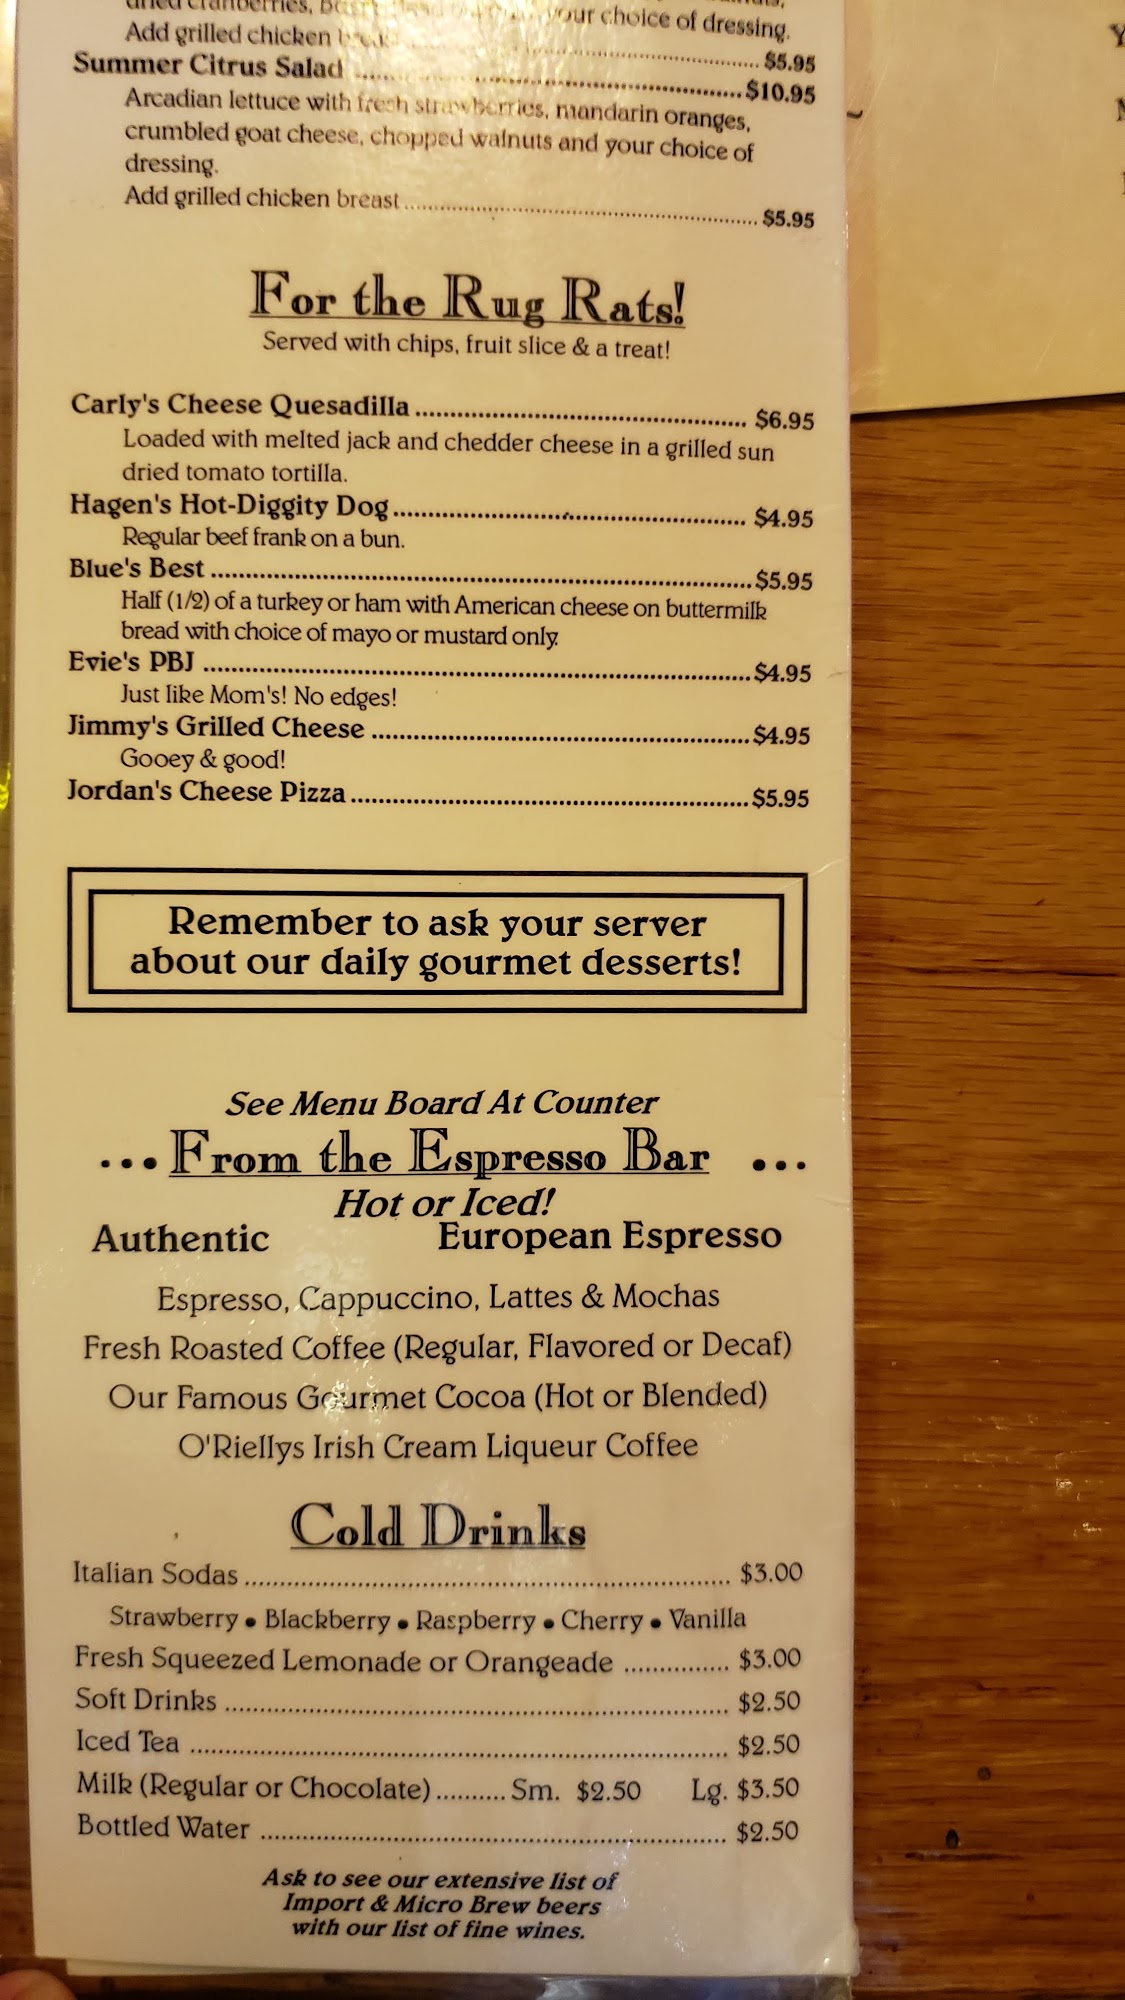 dried cranberries, your choice of dressing.
Add grilled chicken breast ..... $5.95
Summer Citrus Salad ..... $10.95
Arcadian lettuce with fresh strawberries, mandarin oranges,
crumbled goat cheese, chopped walnuts and your choice of
dressing.
Add grilled chicken breast ..... $5.95
For the Rug Rats!
Served with chips, fruit slice & a treat!
Carly's Cheese Quesadilla ..... $6.95
Loaded with melted jack and chedder cheese in a grilled sun
dried tomato tortilla.
Hagen's Hot-Diggity Dog ..... $4.95
Regular beef frank on a bun.
Blue's Best ..... $5.95
Half (1/2) of a turkey or ham with American cheese on buttermilk
bread with choice of mayo or mustard only.
Evie's PBJ ..... $4.95
Just like Mom's! No edges!
Jimmy's Grilled Cheese ..... $4.95
Gooey & good!
Jordan's Cheese Pizza ..... $5.95
Remember to ask your server
about our daily gourmet desserts!
See Menu Board At Counter
... From the Espresso Bar ...
Hot or Iced!
Authentic European Espresso
Espresso, Cappuccino, Lattes & Mochas
Fresh Roasted Coffee (Regular, Flavored or Decaf)
Our Famous Gourmet Cocoa (Hot or Blended)
O'Riellys Irish Cream Liqueur Coffee
Cold Drinks
Italian Sodas ..... $3.00
Strawberry • Blackberry • Raspberry • Cherry • Vanilla
Fresh Squeezed Lemonade or Orangeade ..... $3.00
Soft Drinks ..... $2.50
Iced Tea ..... $2.50
Milk (Regular or Chocolate) ..... Sm. $2.50 Lg. $3.50
Bottled Water ..... $2.50
Ask to see our extensive list of
Import & Micro Brew beers
with our list of fine wines.